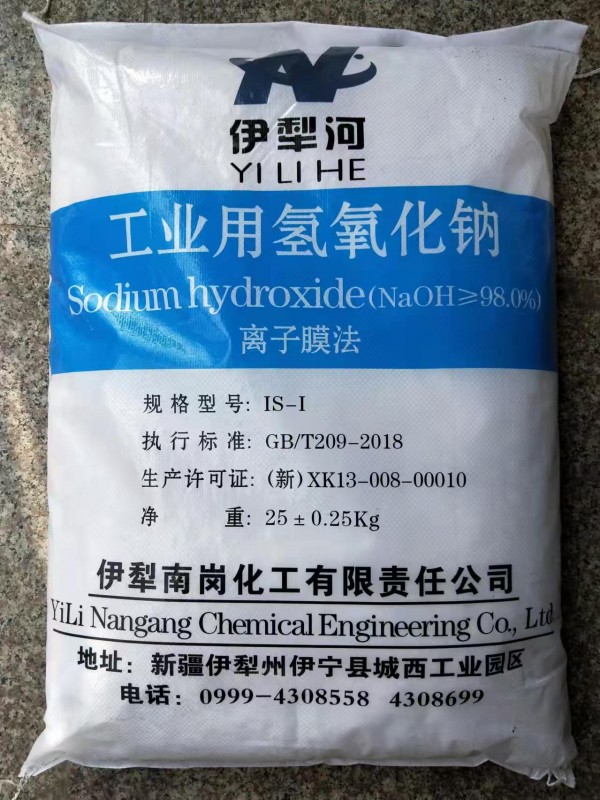 伊犁河
YI LI HE
工业用氢氧化钠
Sodium hydroxide(NaOH≥98.0%)
离子膜法
规格型号: IS-I
执行标准: GB/T209-2018
生产许可证: (新)XK13-008-00010
净 重: 25±0.25Kg
伊犁南岗化工有限责任公司
YiLi Nangang Chemical Engineering Co., Ltd.
地址: 新疆伊犁州伊宁县城西工业园区
电话: 0999-4308558 4308699